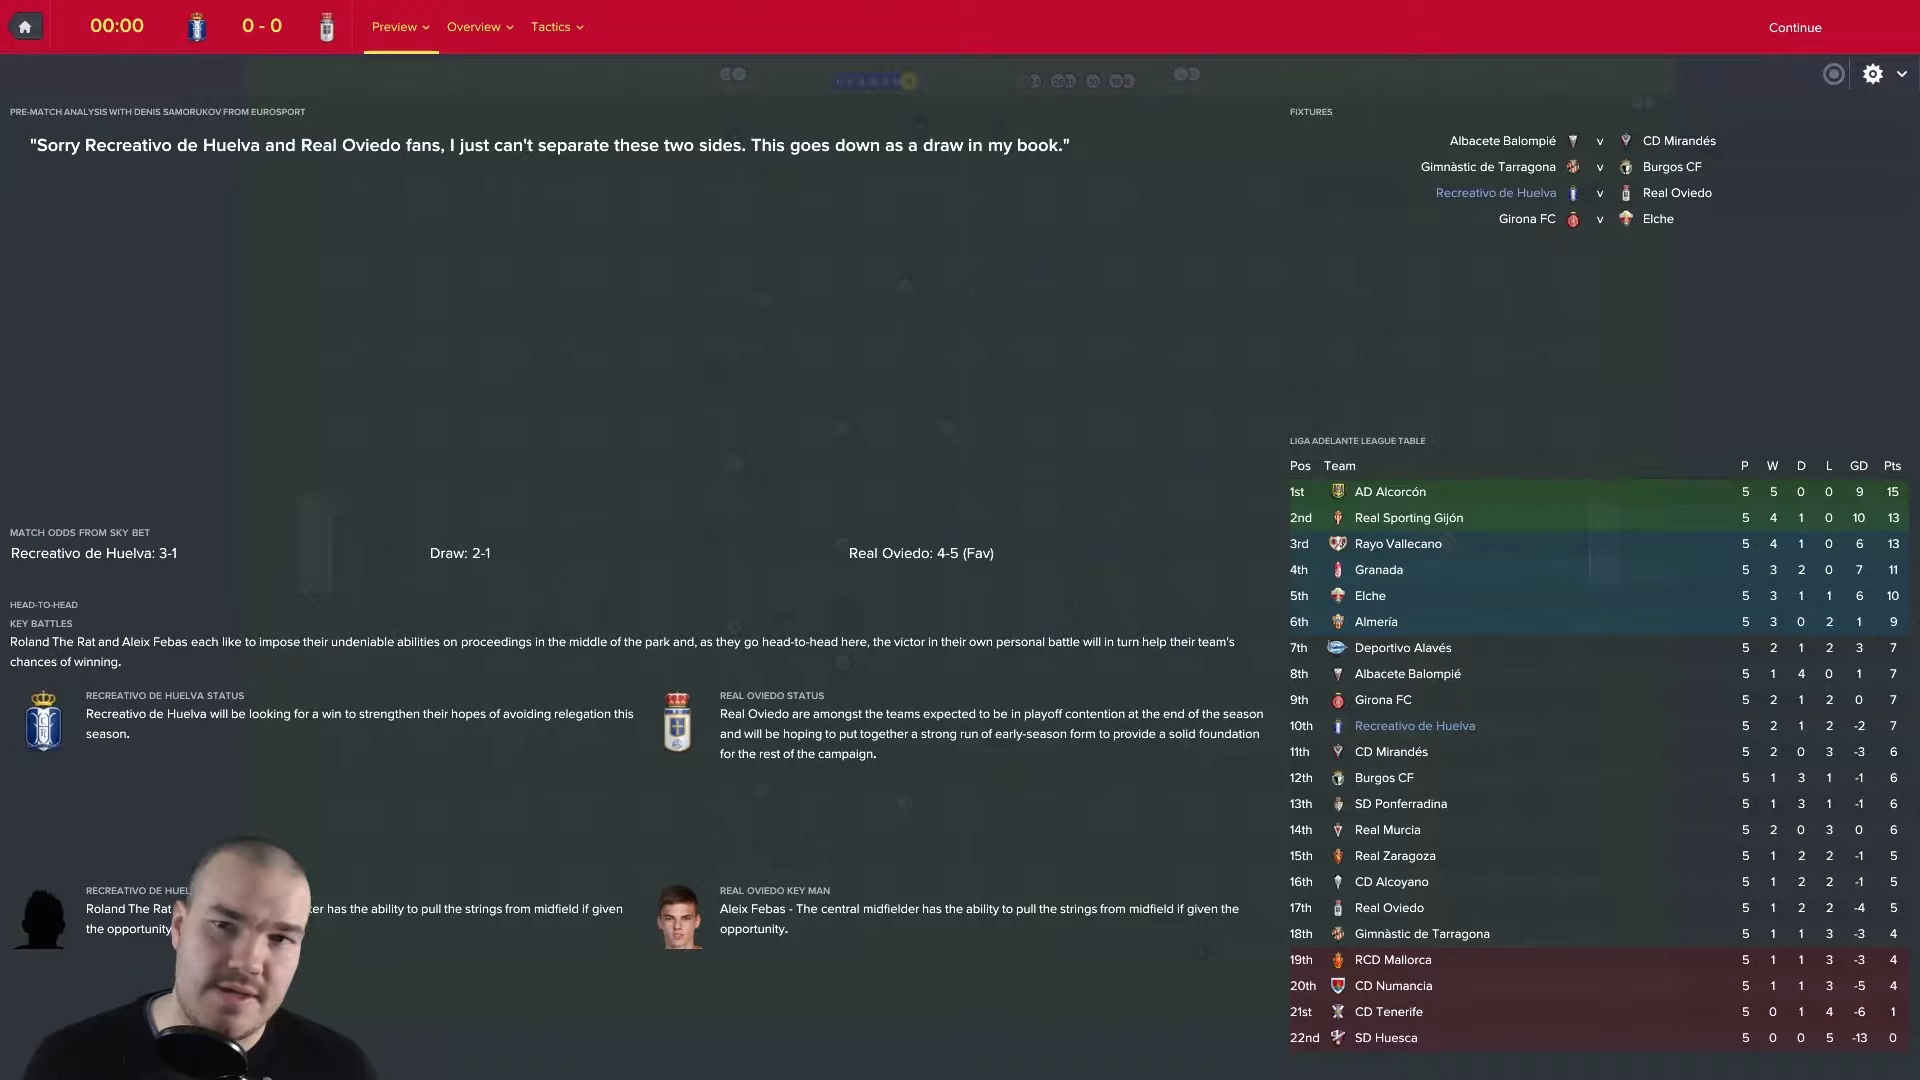 00:00
0 - 0
Preview
Overview
Tactics
Continue
PRE-MATCH ANALYSIS WITH DENIS SAMORUKOV FROM EUROSPORT
"Sorry Recreativo de Huelva and Real Oviedo fans, I just can't separate these two sides. This goes down as a draw in my book."
FIXTURES
Albacete Balompié v CD Mirandés
Gimnàstic de Tarragona v Burgos CF
Recreativo de Huelva v Real Oviedo
Girona FC v Elche
MATCH ODDS FROM SKY BET
Recreativo de Huelva: 3-1
Draw: 2-1
Real Oviedo: 4-5 (Fav)
HEAD-TO-HEAD
KEY BATTLES
Roland The Rat and Aleix Febas each like to impose their undeniable abilities on proceedings in the middle of the park and, as they go head-to-head here, the victor in their own personal battle will in turn help their team's
chances of winning.
RECREATIVO DE HUELVA STATUS
Recreativo de Huelva will be looking for a win to strengthen their hopes of avoiding relegation this
season.
REAL OVIEDO STATUS
Real Oviedo are amongst the teams expected to be in playoff contention at the end of the season
and will be hoping to put together a strong run of early-season form to provide a solid foundation
for the rest of the campaign.
RECREATIVO DE HUEL
Roland The Rat ker has the ability to pull the strings from midfield if given
the opportunity
REAL OVIEDO KEY MAN
Aleix Febas - The central midfielder has the ability to pull the strings from midfield if given the
opportunity.
LIGA ADELANTE LEAGUE TABLE
Pos Team P W D L GD Pts
1st AD Alcorcón 5 5 0 0 9 15
2nd Real Sporting Gijón 5 4 1 0 10 13
3rd Rayo Vallecano 5 4 1 0 6 13
4th Granada 5 3 2 0 7 11
5th Elche 5 3 1 1 6 10
6th Almería 5 3 0 2 1 9
7th Deportivo Alavés 5 2 1 2 3 7
8th Albacete Balompié 5 1 4 0 1 7
9th Girona FC 5 2 1 2 0 7
10th Recreativo de Huelva 5 2 1 2 -2 7
11th CD Mirandés 5 2 0 3 -3 6
12th Burgos CF 5 1 3 1 -1 6
13th SD Ponferradina 5 1 3 1 -1 6
14th Real Murcia 5 2 0 3 0 6
15th Real Zaragoza 5 1 2 2 -1 5
16th CD Alcoyano 5 1 2 2 -1 5
17th Real Oviedo 5 1 2 2 -4 5
18th Gimnàstic de Tarragona 5 1 1 3 -3 4
19th RCD Mallorca 5 1 1 3 -3 4
20th CD Numancia 5 1 1 3 -5 4
21st CD Tenerife 5 0 1 4 -6 1
22nd SD Huesca 5 0 0 5 -13 0